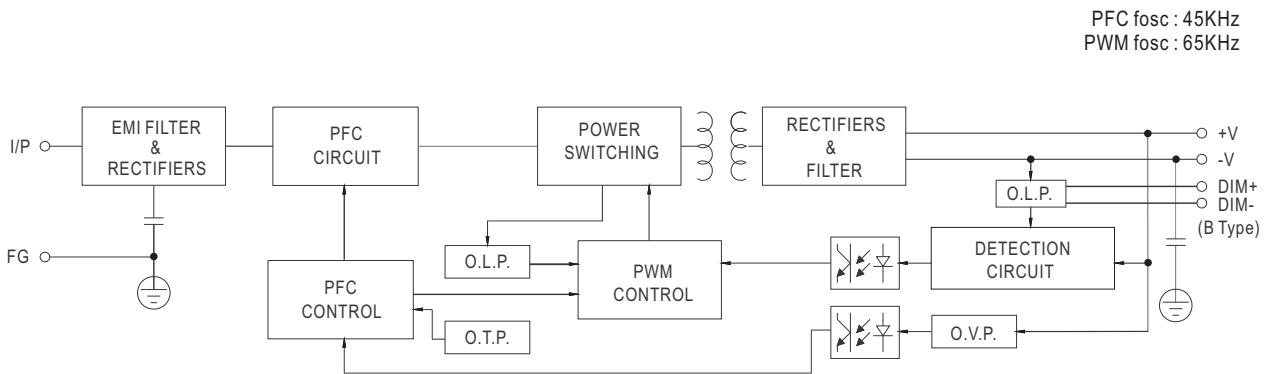 PFC fosc : 45KHz
PWM fosc : 65KHz
I/P
EMI FILTER
&
RECTIFIERS
PFC
CIRCUIT
POWER
SWITCHING
RECTIFIERS
&
FILTER
+V
-V
DIM+
DIM-
(B Type)
O.L.P.
FG
O.L.P.
PWM
CONTROL
DETECTION
CIRCUIT
PFC
CONTROL
O.T.P.
O.V.P.